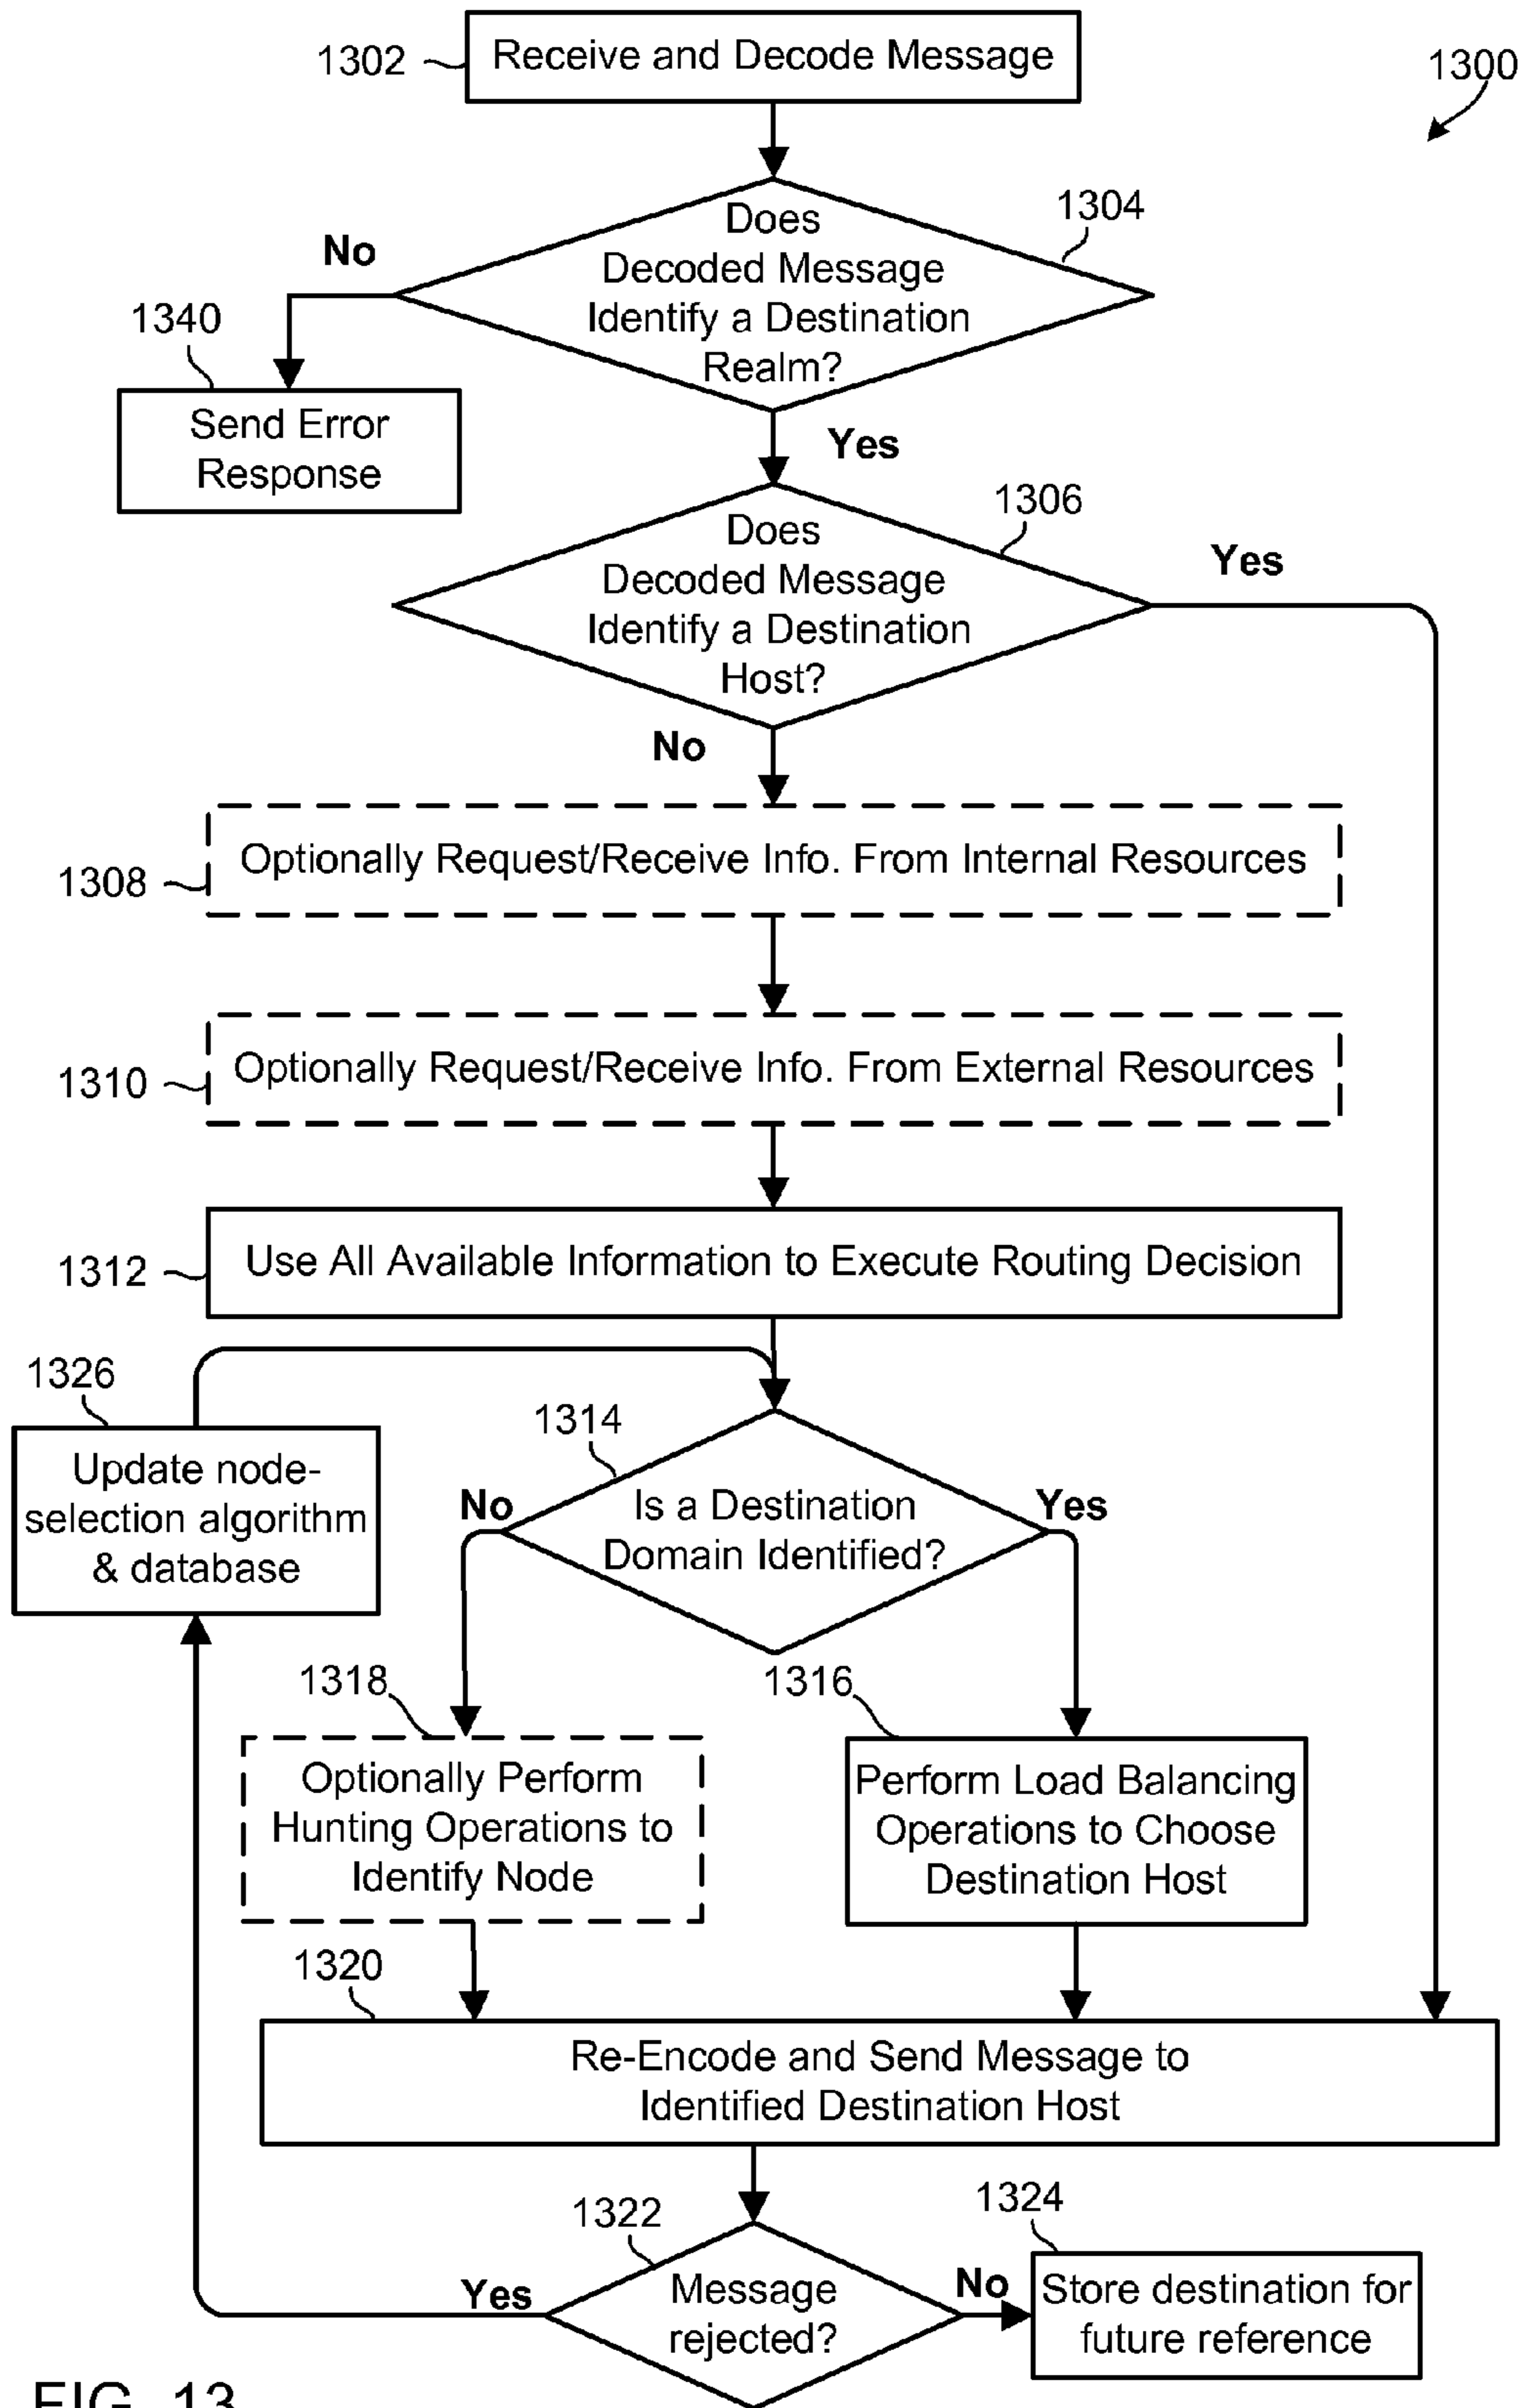 Receive and Decode Message
1302
1300
Does
Decoded Message
Identify a Destination
Realm?
1304
No
1340
Send Error
Response
Yes
Does
Decoded Message
Identify a Destination
Host?
1306
Yes
No
Optionally Request/Receive Info. From Internal Resources
1308
Optionally Request/Receive Info. From External Resources
1310
Use All Available Information to Execute Routing Decision
1312
1326
Update node-
selection algorithm
& database
1314
No
Is a Destination
Domain Identified?
Yes
1318
Optionally Perform
Hunting Operations to
Identify Node
1316
Perform Load Balancing
Operations to Choose
Destination Host
1320
Re-Encode and Send Message to
Identified Destination Host
1322
Yes
Message
rejected?
No
1324
Store destination for
future reference
FIG. 13